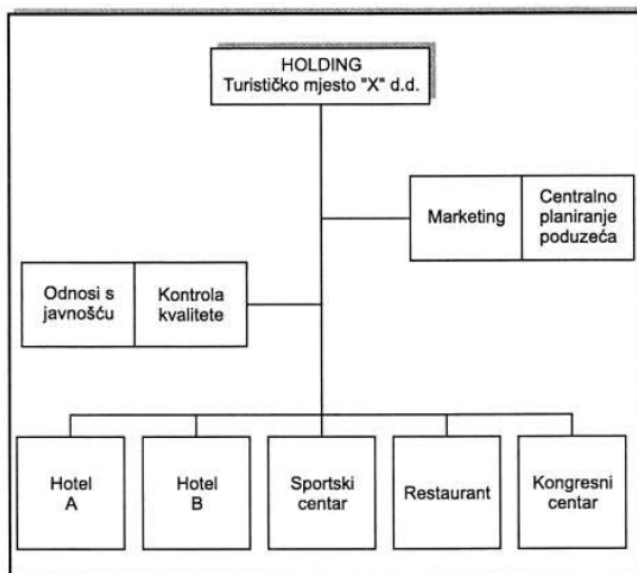 HOLDING
Turističko mjesto "X" d.d.
Marketing
Centralno
planiranje
poduzeća
Odnosi s
javnošću
Kontrola
kvalitete
Hotel
A
Hotel
B
Sportski
centar
Restaurant
Kongresni
centar